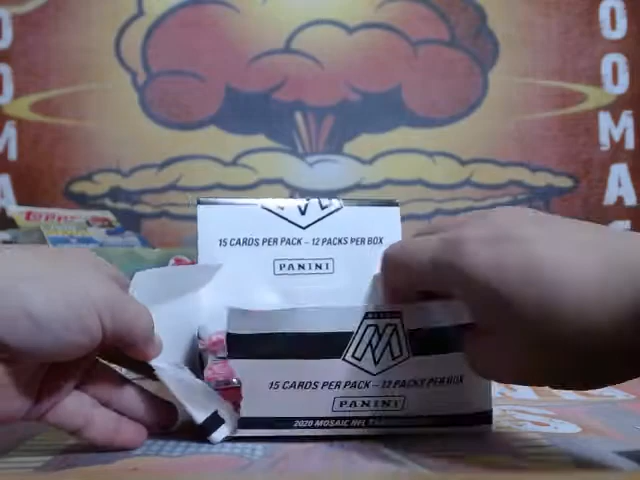 OOMA
OOMA
TOPPS
15 CARDS PER PACK – 12 PACKS PER BOX
PANINI
15 CARDS PER PACK – 12 PACKS PER BOX
PANINI
2020 MOSAIC NFL